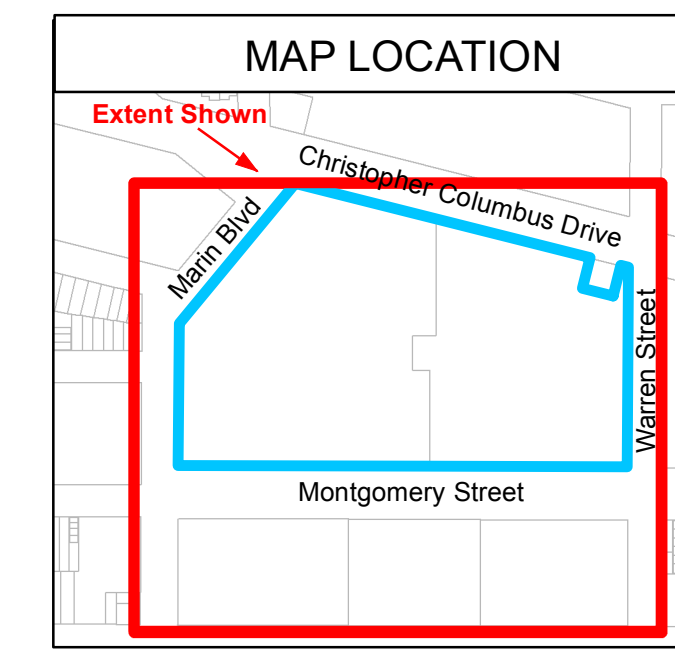 MAP LOCATION
Extent Shown
Christopher Columbus Drive
Marin Blvd
Warren Street
Montgomery Street